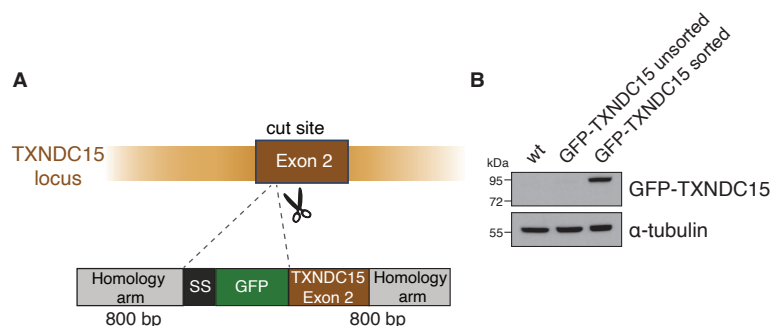 A
cut site
TXNDC15
locus
Exon 2
Homology
arm
SS
GFP
TXNDC15
Exon 2
Homology
arm
800 bp
800 bp
B
wt
GFP-TXNDC15 unsorted
GFP-TXNDC15 sorted
kDa
95
72
GFP-TXNDC15
55
α-tubulin